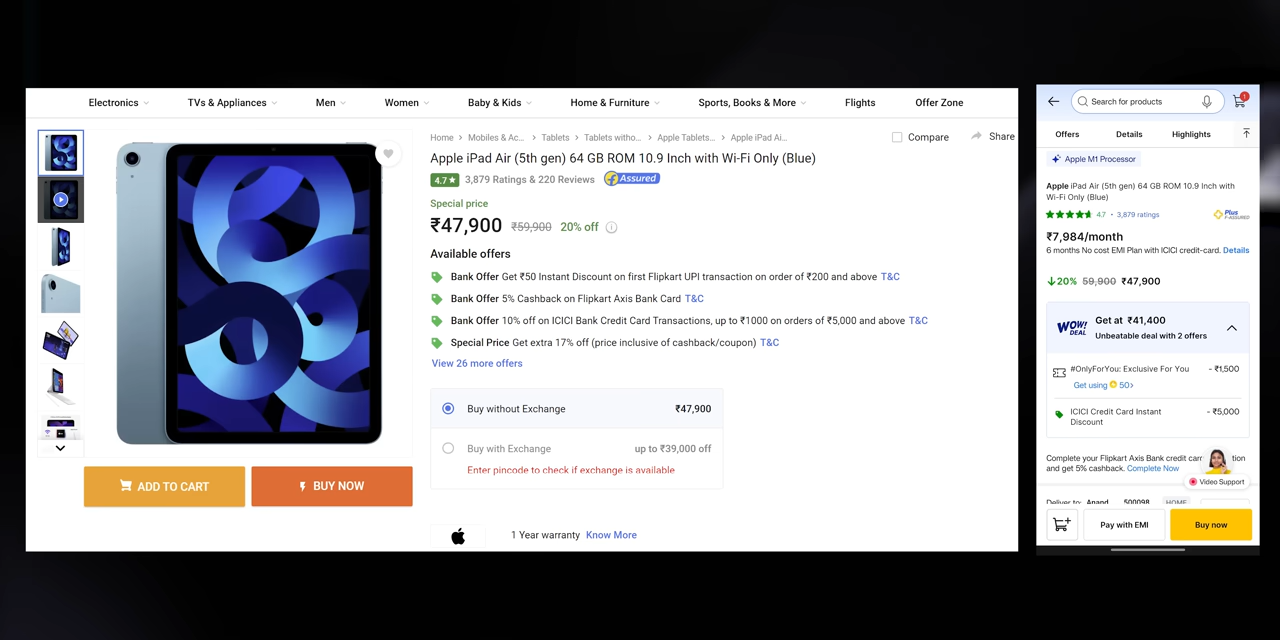 Electronics
TVs & Appliances
Men
Women
Baby & Kids
Home & Furniture
Sports, Books & More
Flights
Offer Zone
Home > Mobiles & Ac... > Tablets > Tablets witho... > Apple Tablets... > Apple iPad Ai...
Compare
Share
Apple iPad Air (5th gen) 64 GB ROM 10.9 Inch with Wi-Fi Only (Blue)
4.7★ 3,879 Ratings & 220 Reviews Assured
Special price
₹47,900 ₹59,900 20% off
Available offers
Bank Offer Get ₹50 Instant Discount on first Flipkart UPI transaction on order of ₹200 and above T&C
Bank Offer 5% Cashback on Flipkart Axis Bank Card T&C
Bank Offer 10% off on ICICI Bank Credit Card Transactions, up to ₹1000 on orders of ₹5,000 and above T&C
Special Price Get extra 17% off (price inclusive of cashback/coupon) T&C
View 26 more offers
Buy without Exchange ₹47,900
Buy with Exchange up to ₹39,000 off
Enter pincode to check if exchange is available
ADD TO CART
BUY NOW
1 Year warranty Know More
Search for products
1
Offers
Details
Highlights
Apple M1 Processor
Apple iPad Air (5th gen) 64 GB ROM 10.9 Inch with
Wi-Fi Only (Blue)
4.7 • 3,879 ratings
Plus
F-ASSURED
₹7,984/month
6 months No cost EMI Plan with ICICI credit-card. Details
↓20% 59,900 ₹47,900
WOW!
DEAL
Get at ₹41,400
Unbeatable deal with 2 offers
#OnlyForYou: Exclusive For You - ₹1,500
Get using 50>
ICICI Credit Card Instant - ₹5,000
Discount
Complete your Flipkart Axis Bank credit car tion
and get 5% cashback. Complete Now
Video Support
Deliver to: Anand 500098 HOME
Pay with EMI
Buy now